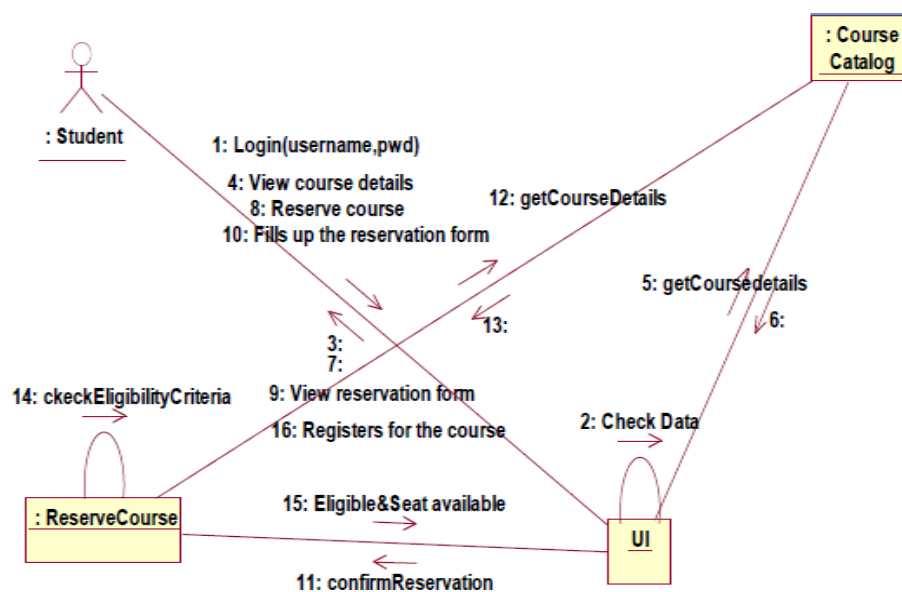 : Course
Catalog
: Student
1: Login(username,pwd)
4: View course details
8: Reserve course
10: Fills up the reservation form
12: getCourseDetails
5: getCoursedetails
6:
13:
3:
7:
14: ckeckEligibilityCriteria
9: View reservation form
16: Registers for the course
2: Check Data
: ReserveCourse
15: Eligible&Seat available
UI
11: confirmReservation